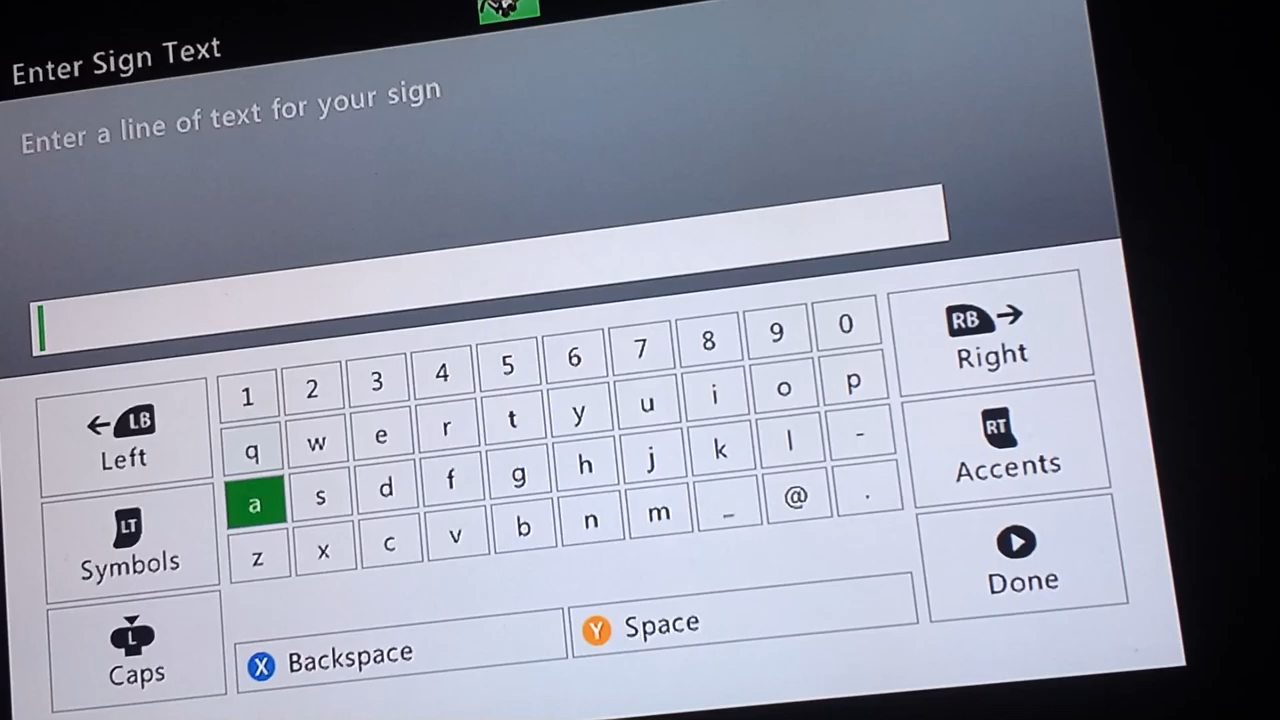 Enter Sign Text
Enter a line of text for your sign
1 2 3 4 5 6 7 8 9 0
q w e r t y u i o p
a s d f g h j k l -
z x c v b n m _ @ .
LB
Left
LT
Symbols
L
Caps
RB
Right
RT
Accents
Done
X Backspace
Y Space